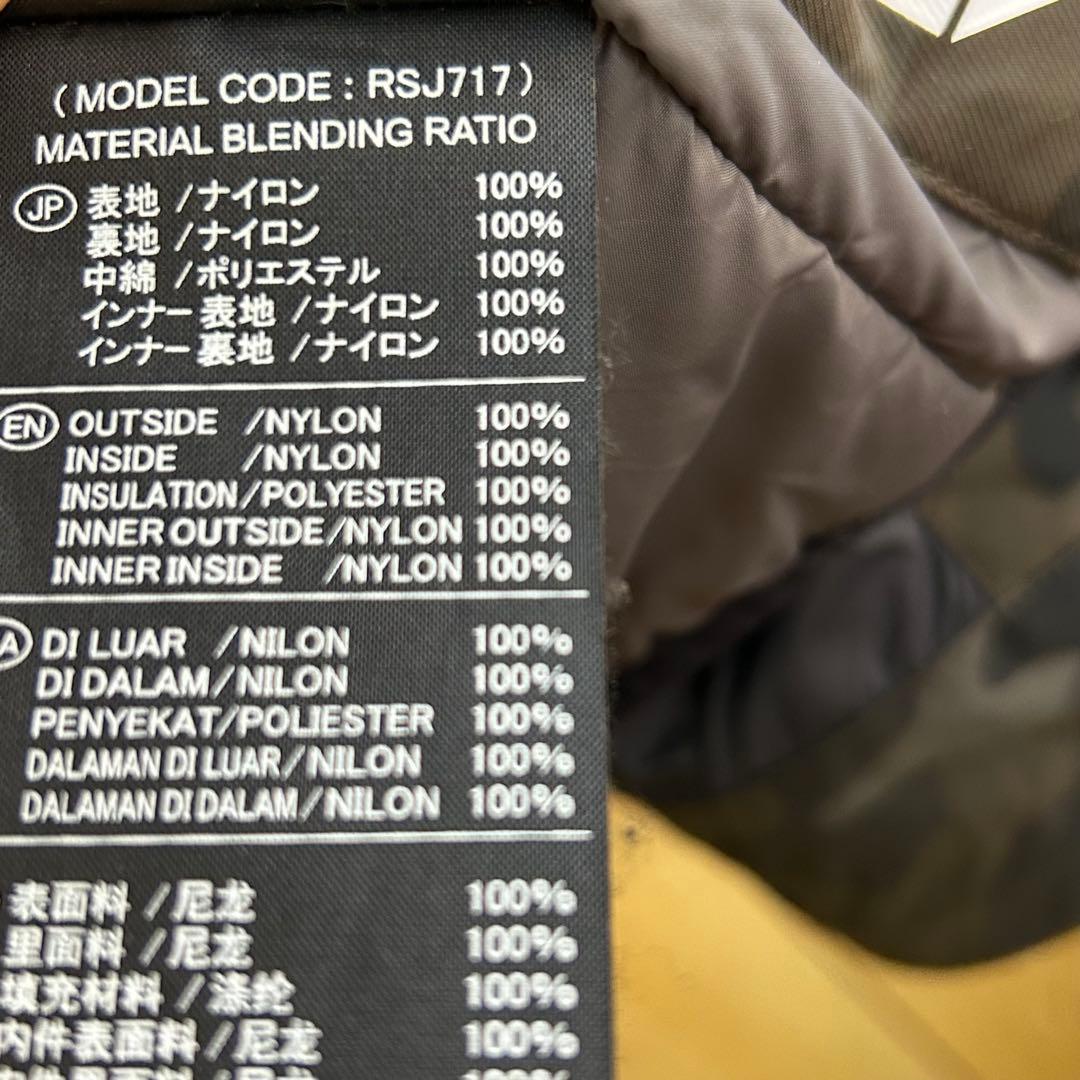 (MODEL CODE : RSJ717)
MATERIAL BLENDING RATIO
JP 表地 /ナイロン 100%
裏地 /ナイロン 100%
中綿 /ポリエステル 100%
インナー表地 /ナイロン 100%
インナー裏地 /ナイロン 100%
EN OUTSIDE /NYLON 100%
INSIDE /NYLON 100%
INSULATION/POLYESTER 100%
INNER OUTSIDE/NYLON 100%
INNER INSIDE /NYLON 100%
A DI LUAR /NILON 100%
DI DALAM/NILON 100%
PENYEKAT/POLIESTER 100%
DALAMAN DI LUAR/NILON 100%
DALAMAN DI DALAM/NILON 100%
表面料 /尼龙 100%
里面料 /尼龙 100%
填充材料 /涤纶 100%
内件表面料/尼龙 100%